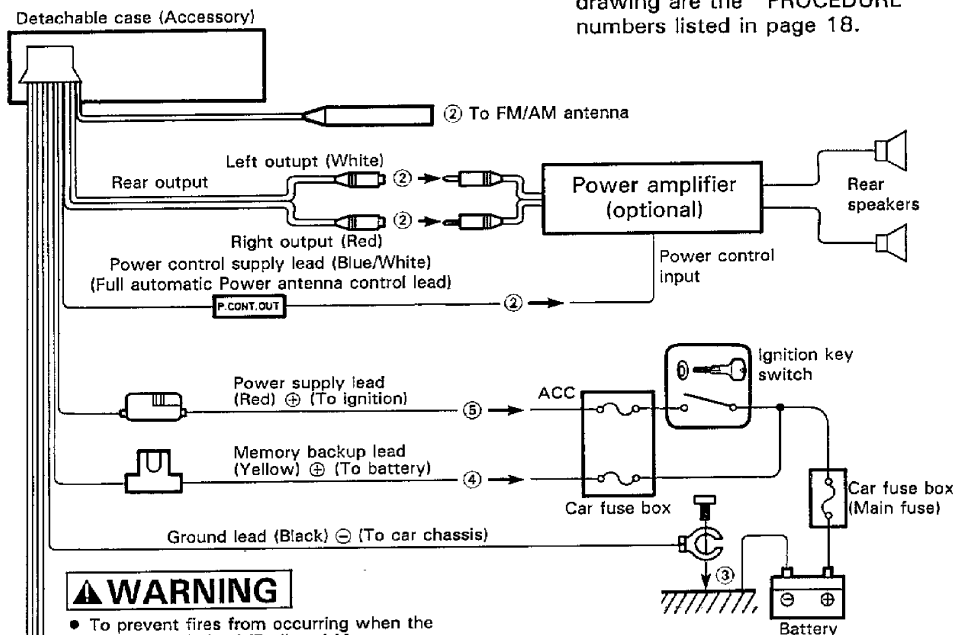 drawing are the "PROCEDURE"
numbers listed in page 18.
Detachable case (Accessory)
② To FM/AM antenna
Left outupt (White)
Rear output
②
②
Right output (Red)
Power amplifier
(optional)
Rear
speakers
Power control
input
Power control supply lead (Blue/White)
(Full automatic Power antenna control lead)
P.CONT.OUT
②
Ignition key
switch
Power supply lead
(Red) ⊕ (To ignition)
⑤
ACC
Memory backup lead
(Yellow) ⊕ (To battery)
④
Car fuse box
Car fuse box
(Main fuse)
Ground lead (Black) ⊖ (To car chassis)
③
⊖ ⊕
Battery
WARNING
• To prevent fires from occurring when the